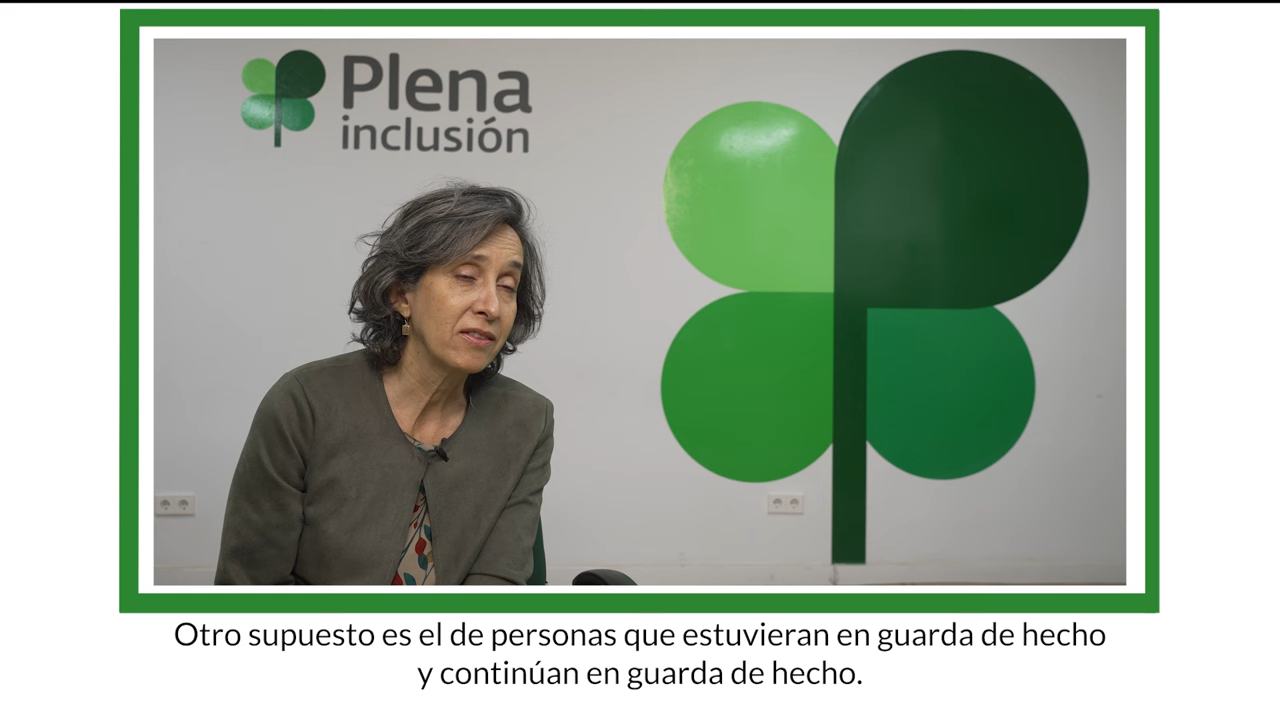 Plena
inclusión
Otro supuesto es el de personas que estuvieran en guarda de hecho
y continúan en guarda de hecho.